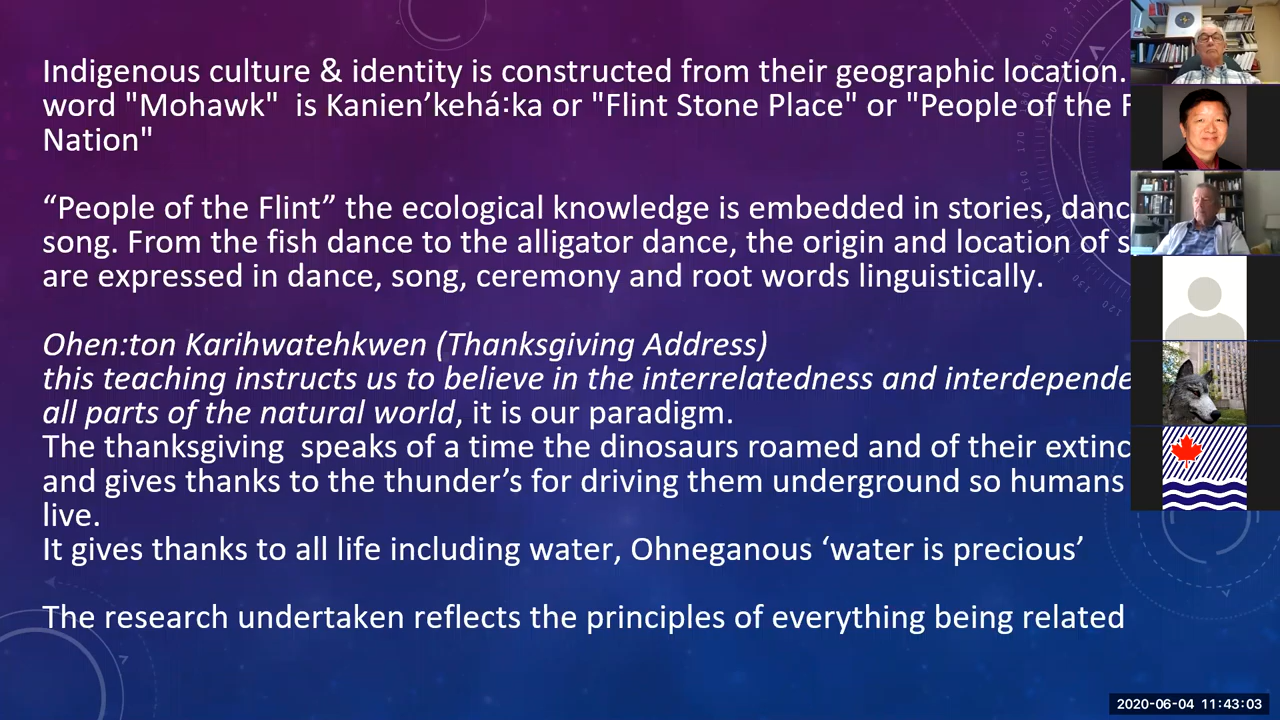 Indigenous culture & identity is constructed from their geographic location.
word "Mohawk"  is Kanien’kehá:ka or "Flint Stone Place" or "People of the
Nation"
“People of the Flint” the ecological knowledge is embedded in stories,
song. From the fish dance to the alligator dance, the origin and location of
are expressed in dance, song, ceremony and root words linguistically.
Ohen:ton Karihwatehkwen (Thanksgiving Address)
this teaching instructs us to believe in the interrelatedness and
all parts of the natural world, it is our paradigm.
The thanksgiving  speaks of a time the dinosaurs roamed and of their
and gives thanks to the thunder’s for driving them underground so humans
live.
It gives thanks to all life including water, Ohneganous ‘water is precious’
The research undertaken reflects the principles of everything being related
2020-06-04 11:43:03